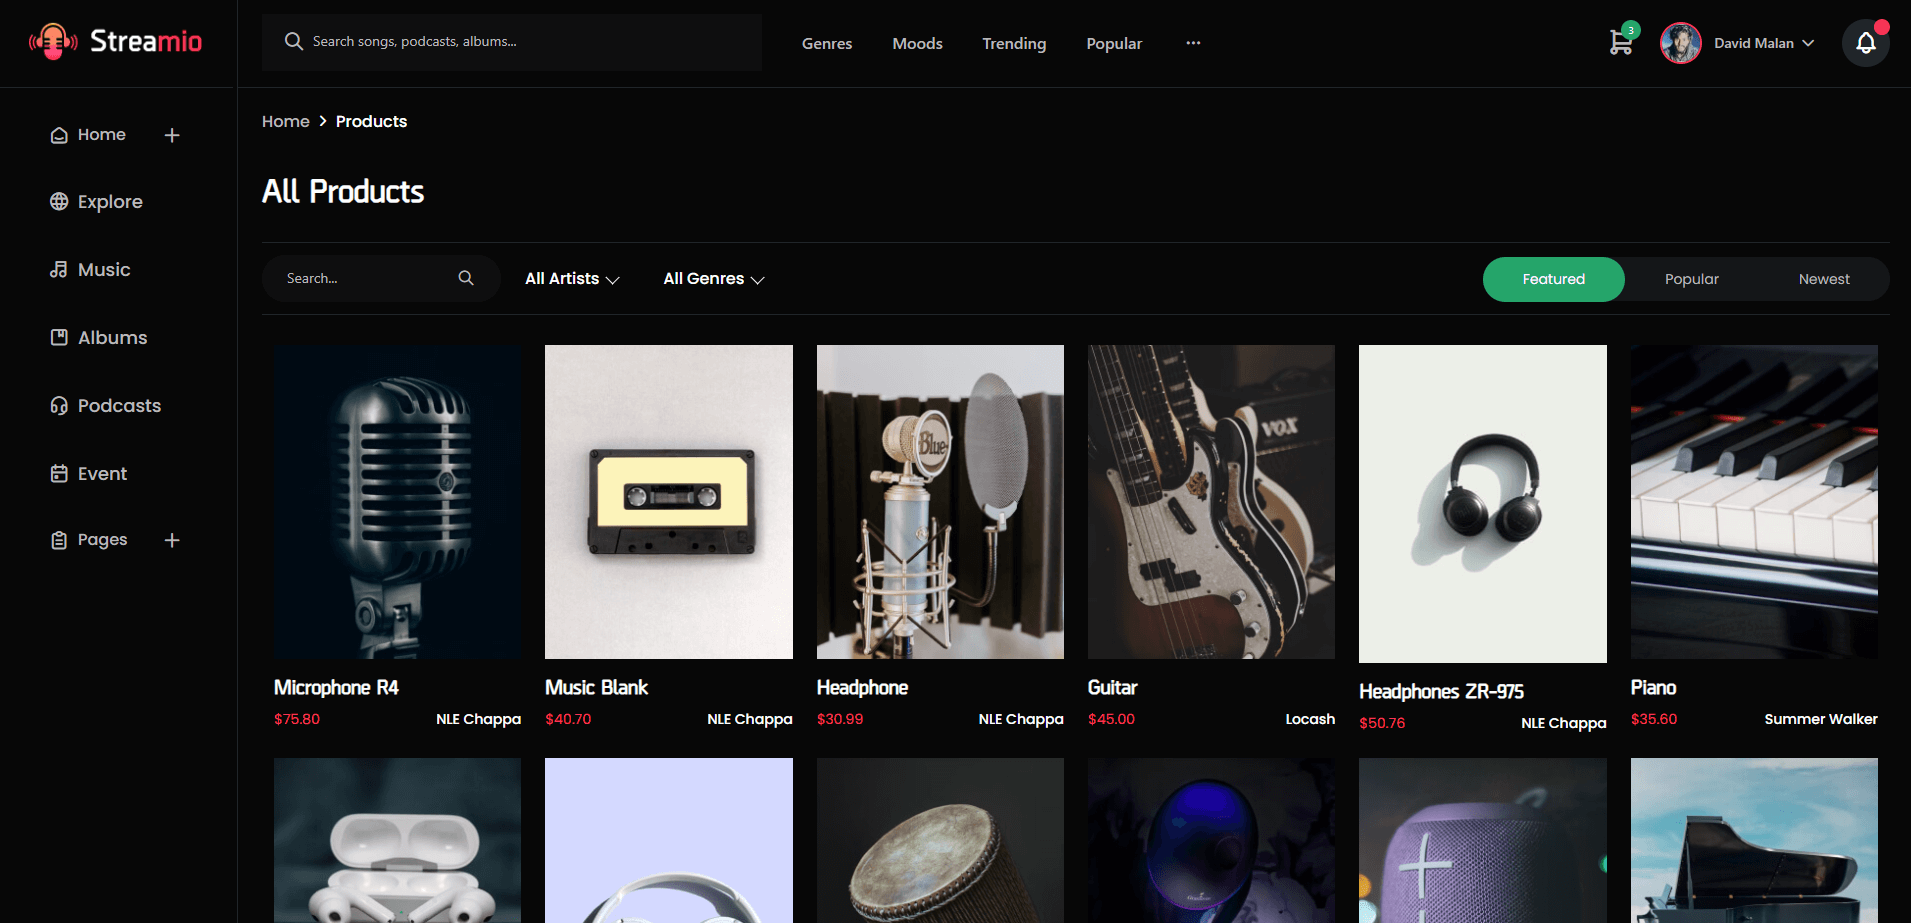 Streamio
Search songs, podcasts, albums...
Genres
Moods
Trending
Popular
...
3
David Malan
Home
Explore
Music
Albums
Podcasts
Event
Pages
Home > Products
All Products
Search...
All Artists
All Genres
Featured
Popular
Newest
Blue
VOX
Microphone R4
$75.80 NLE Chappa
Music Blank
$40.70 NLE Chappa
Headphone
$30.99 NLE Chappa
Guitar
$45.00 Locash
Headphones ZR-975
$50.76 NLE Chappa
Piano
$35.60 Summer Walker